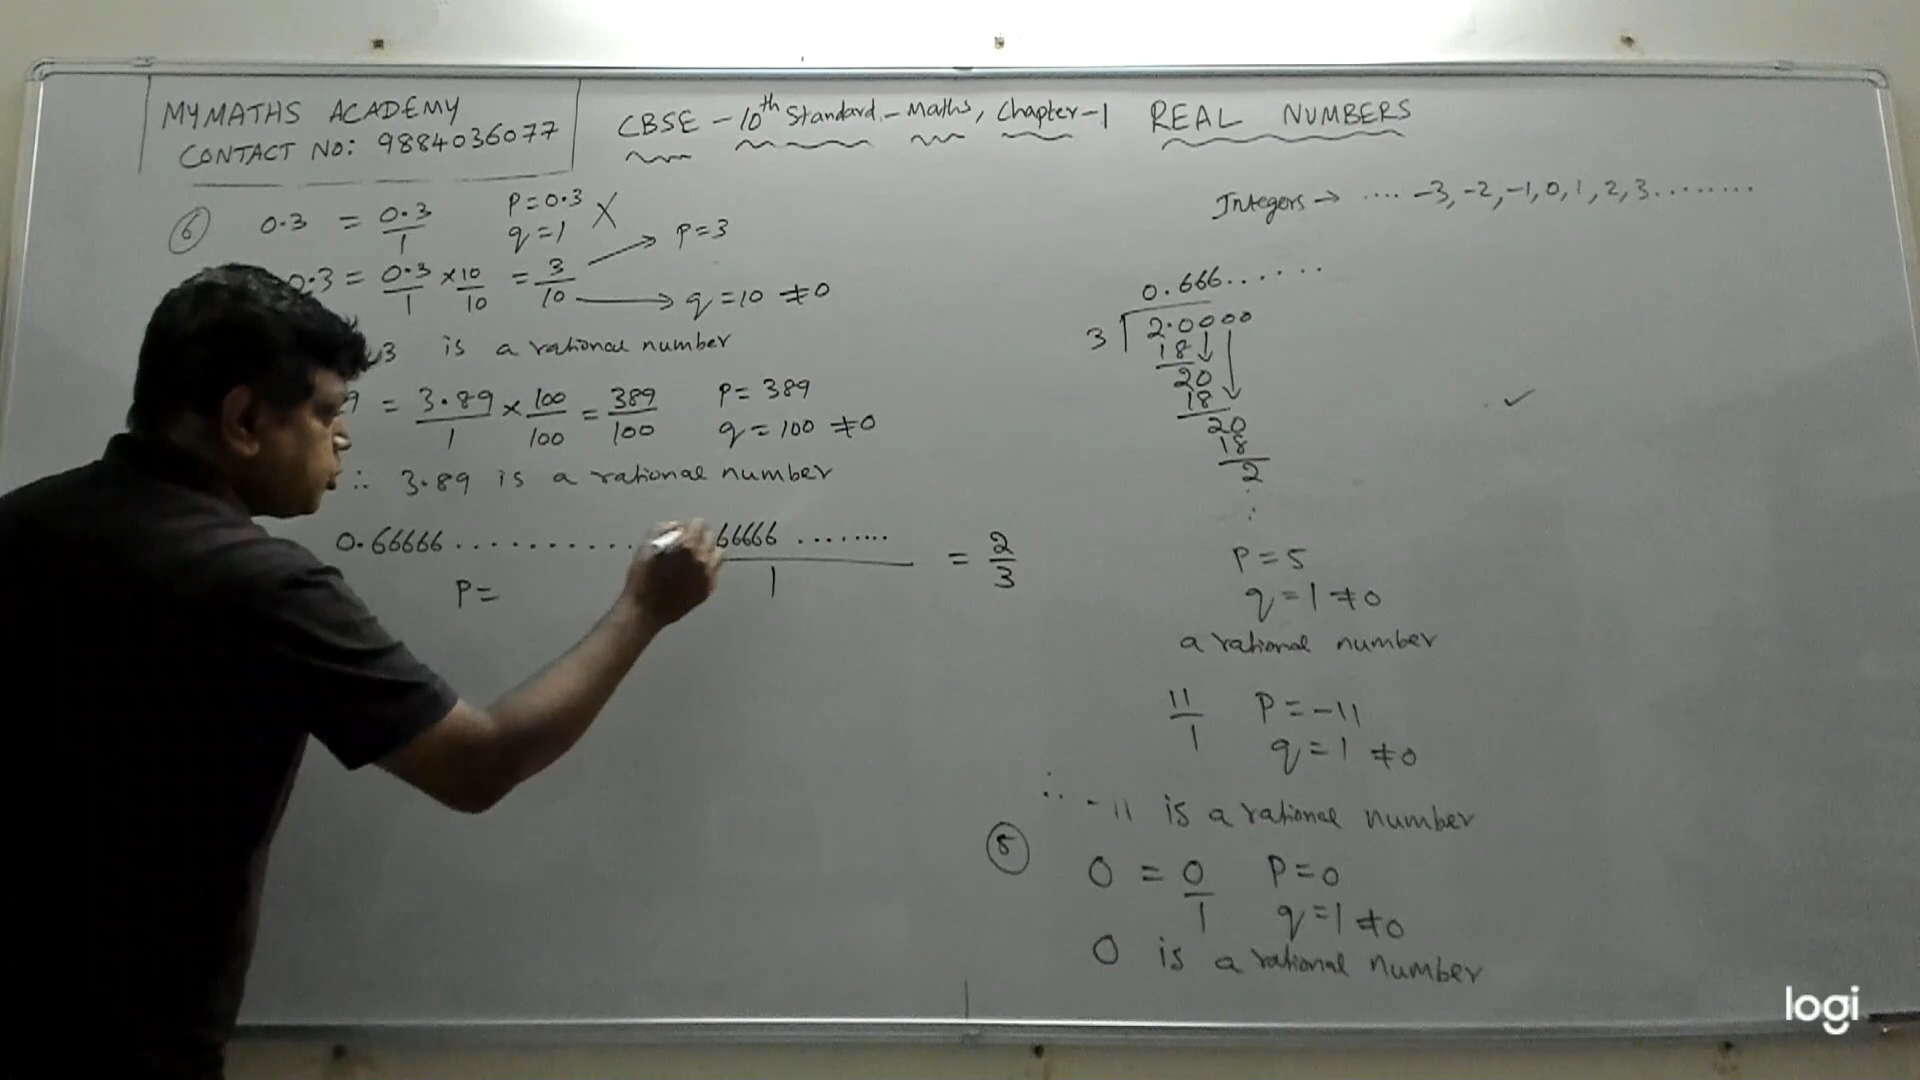 MYMATHS ACADEMY
CONTACT NO: 9884036077
CBSE - 10th Standard - Maths, Chapter-1 REAL NUMBERS
Integers → .... -3, -2, -1, 0, 1, 2, 3........
⑥ 0.3 = 0.3/1 P=0.3 q=1 X
0.3 = 0.3/1 × 10/10 = 3/10 → P=3
→ q=10 ≠0
3 is a rational number
9 = 3.89/1 × 100/100 = 389/100 P= 389
q= 100 ≠0
∴ 3.89 is a rational number
0.66666........... 66666 ........ / 1 = 2/3
P=
0.666......
3 2.0000
18
20
18
20
18
2
:
P=5
q=1≠0
a rational number
11/1 P=-11
q=1 ≠0
∴ -11 is a rational number
⑧ 0 = 0/1 P=0
q=1 ≠0
0 is a rational number
logi